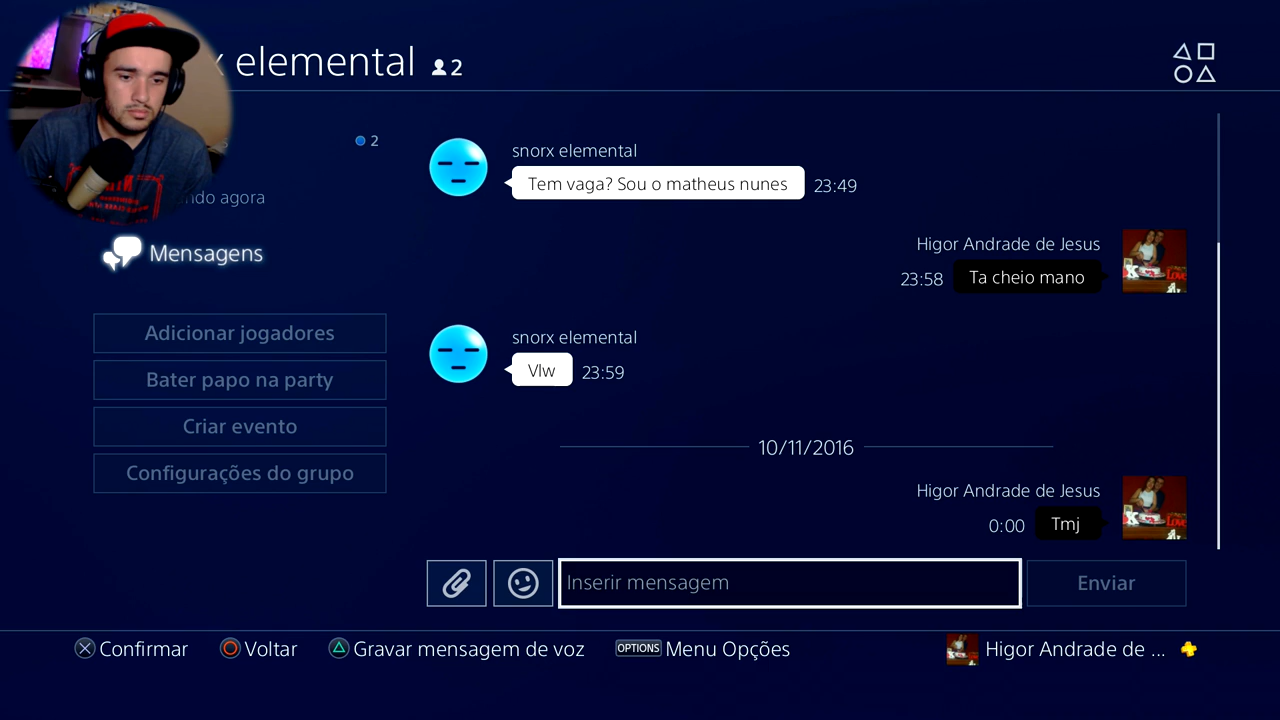 x elemental 2
2
ndo agora
Mensagens
Adicionar jogadores
Bater papo na party
Criar evento
Configurações do grupo
snorx elemental
Tem vaga? Sou o matheus nunes 23:49
Higor Andrade de Jesus
23:58 Ta cheio mano
snorx elemental
Vlw 23:59
10/11/2016
Higor Andrade de Jesus
0:00 Tmj
Inserir mensagem Enviar
Confirmar Voltar Gravar mensagem de voz OPTIONS Menu Opções Higor Andrade de ...